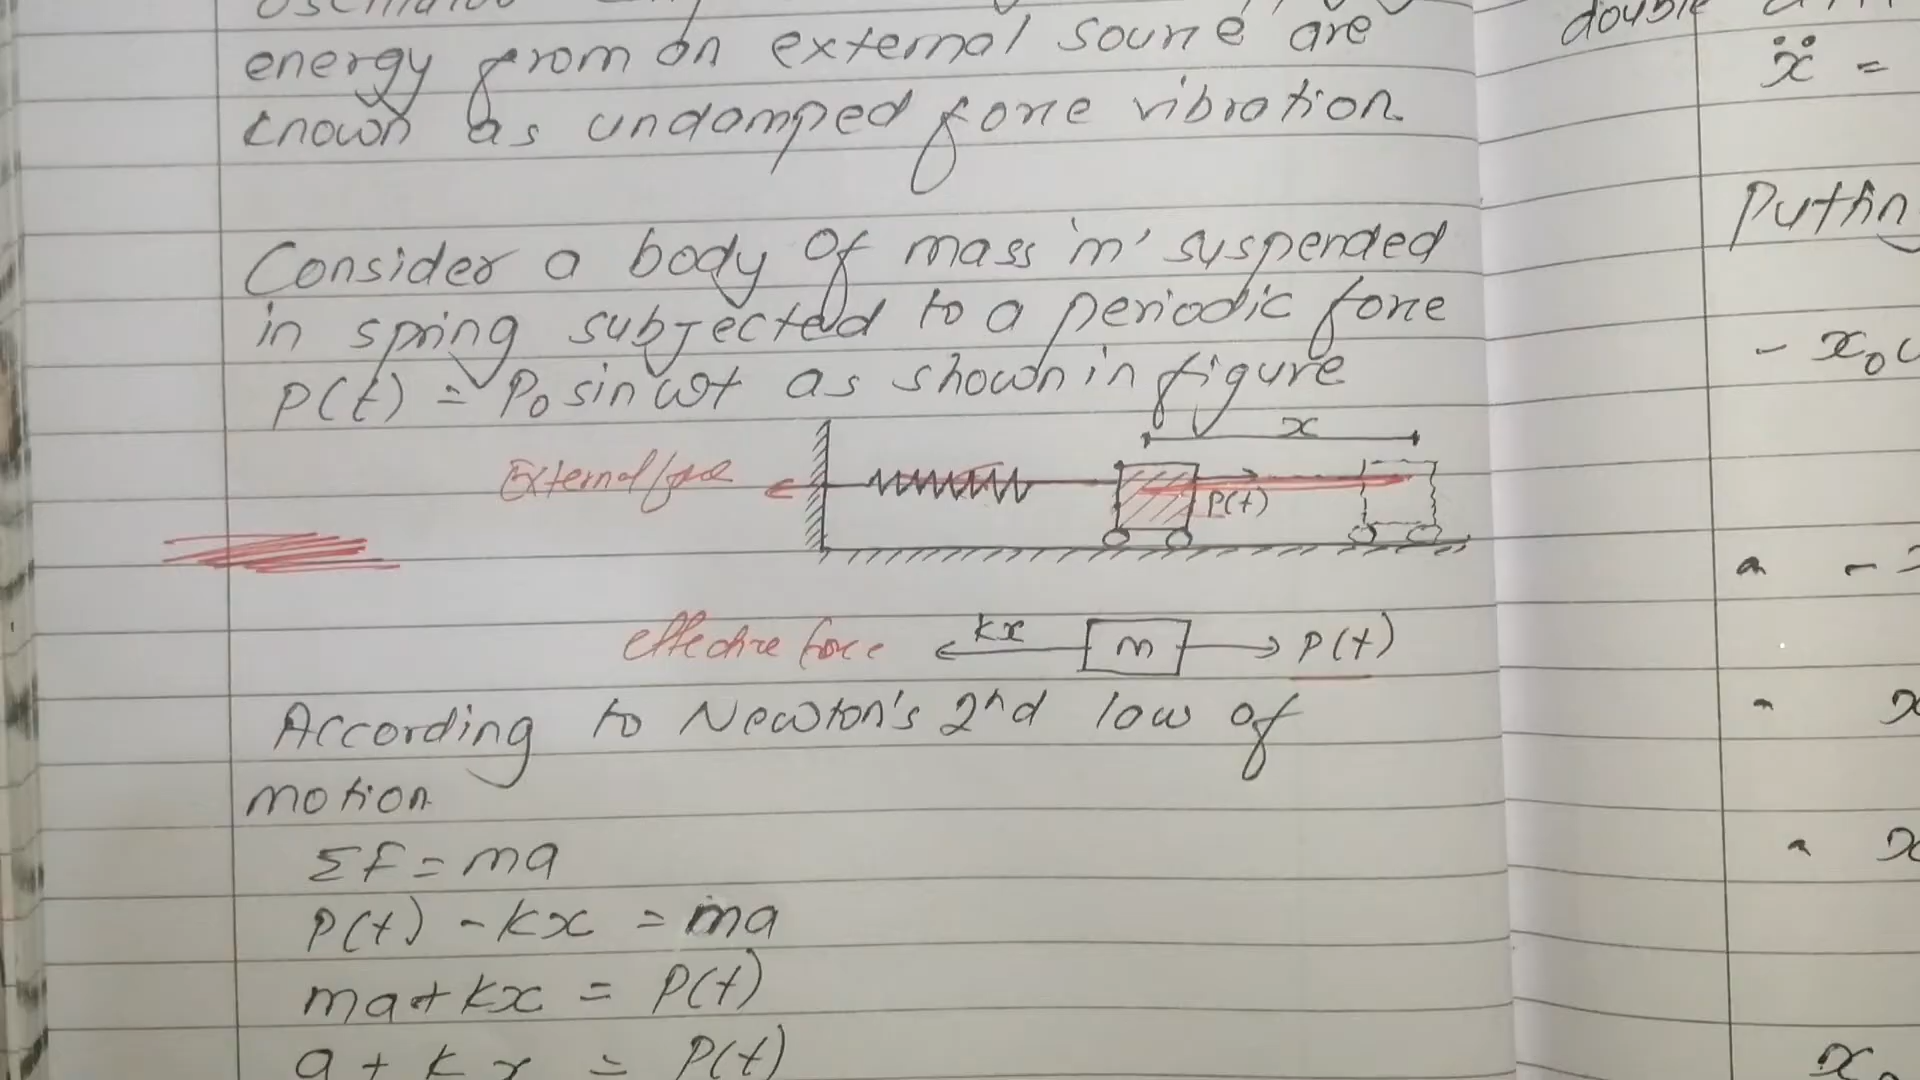 energy from an external source are
known as undamped force vibration.
Consider a body of mass 'm' suspended
in spring subjected to a periodic force
P(t) = P₀ sin ωt as shown in figure
x
External force
P(t)
effective force kx m P(t)
According to Newton's 2nd law of
motion
ΣF = ma
P(t) - kx = ma
ma + kx = P(t)
a + k x = P(t)
double
ẍ =
Puttin
- x₀